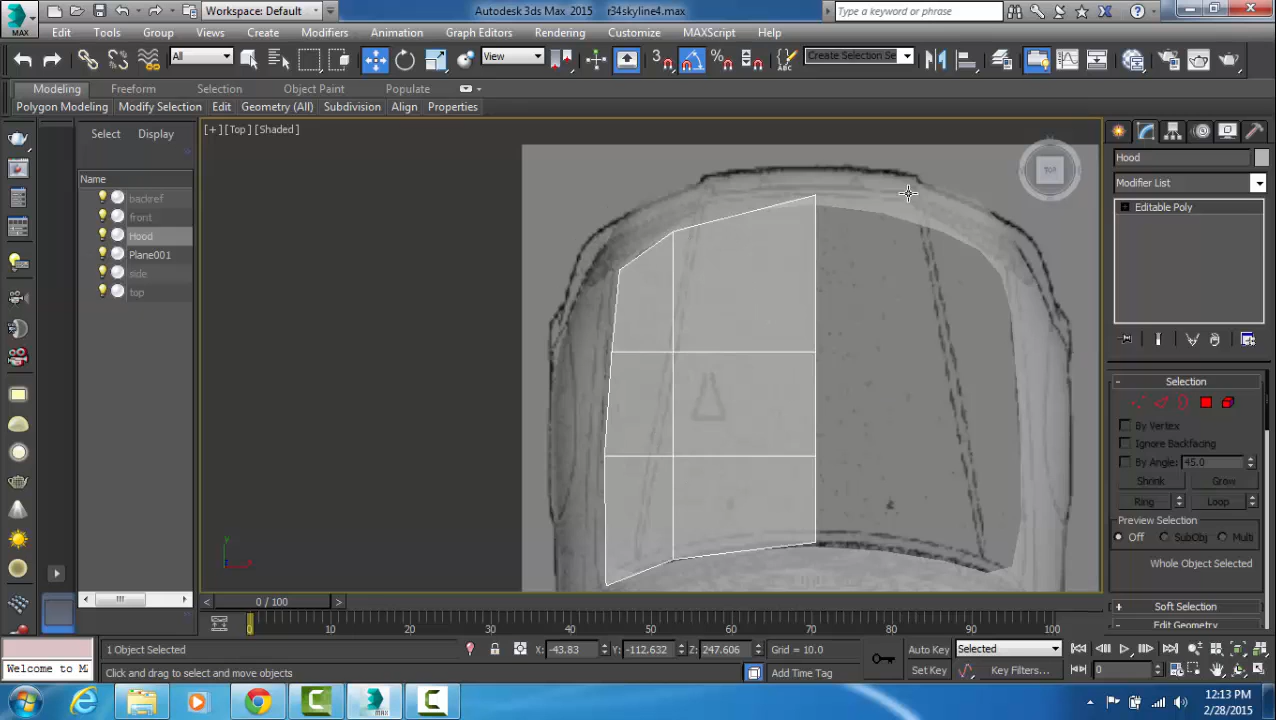 MAX
Workspace: Default
Autodesk 3ds Max 2015
r34skyline4.max
Type a keyword or phrase
Edit
Tools
Group
Views
Create
Modifiers
Animation
Graph Editors
Rendering
Customize
MAXScript
Help
All
View
3
Create Selection Se
Modeling
Freeform
Selection
Object Paint
Populate
Polygon Modeling
Modify Selection
Edit
Geometry (All)
Subdivision
Align
Properties
Select
Display
Name
backref
front
Hood
Plane001
side
top
[ + ] [Top ] [Shaded ]
TOP
y
Hood
Modifier List
Editable Poly
Selection
By Vertex
Ignore Backfacing
By Angle: 45.0
Shrink
Grow
Ring
Loop
Preview Selection
Off
SubObj
Multi
Whole Object Selected
Soft Selection
Edit Geometry
0 / 100
0
10
20
30
40
50
60
70
80
90
100
1 Object Selected
X: -43.83
Y: -112.632
Z: 247.606
Grid = 10.0
Auto Key
Selected
Welcome to M
Click and drag to select and move objects
Add Time Tag
Set Key
Key Filters...
0
12:13 PM
2/28/2015